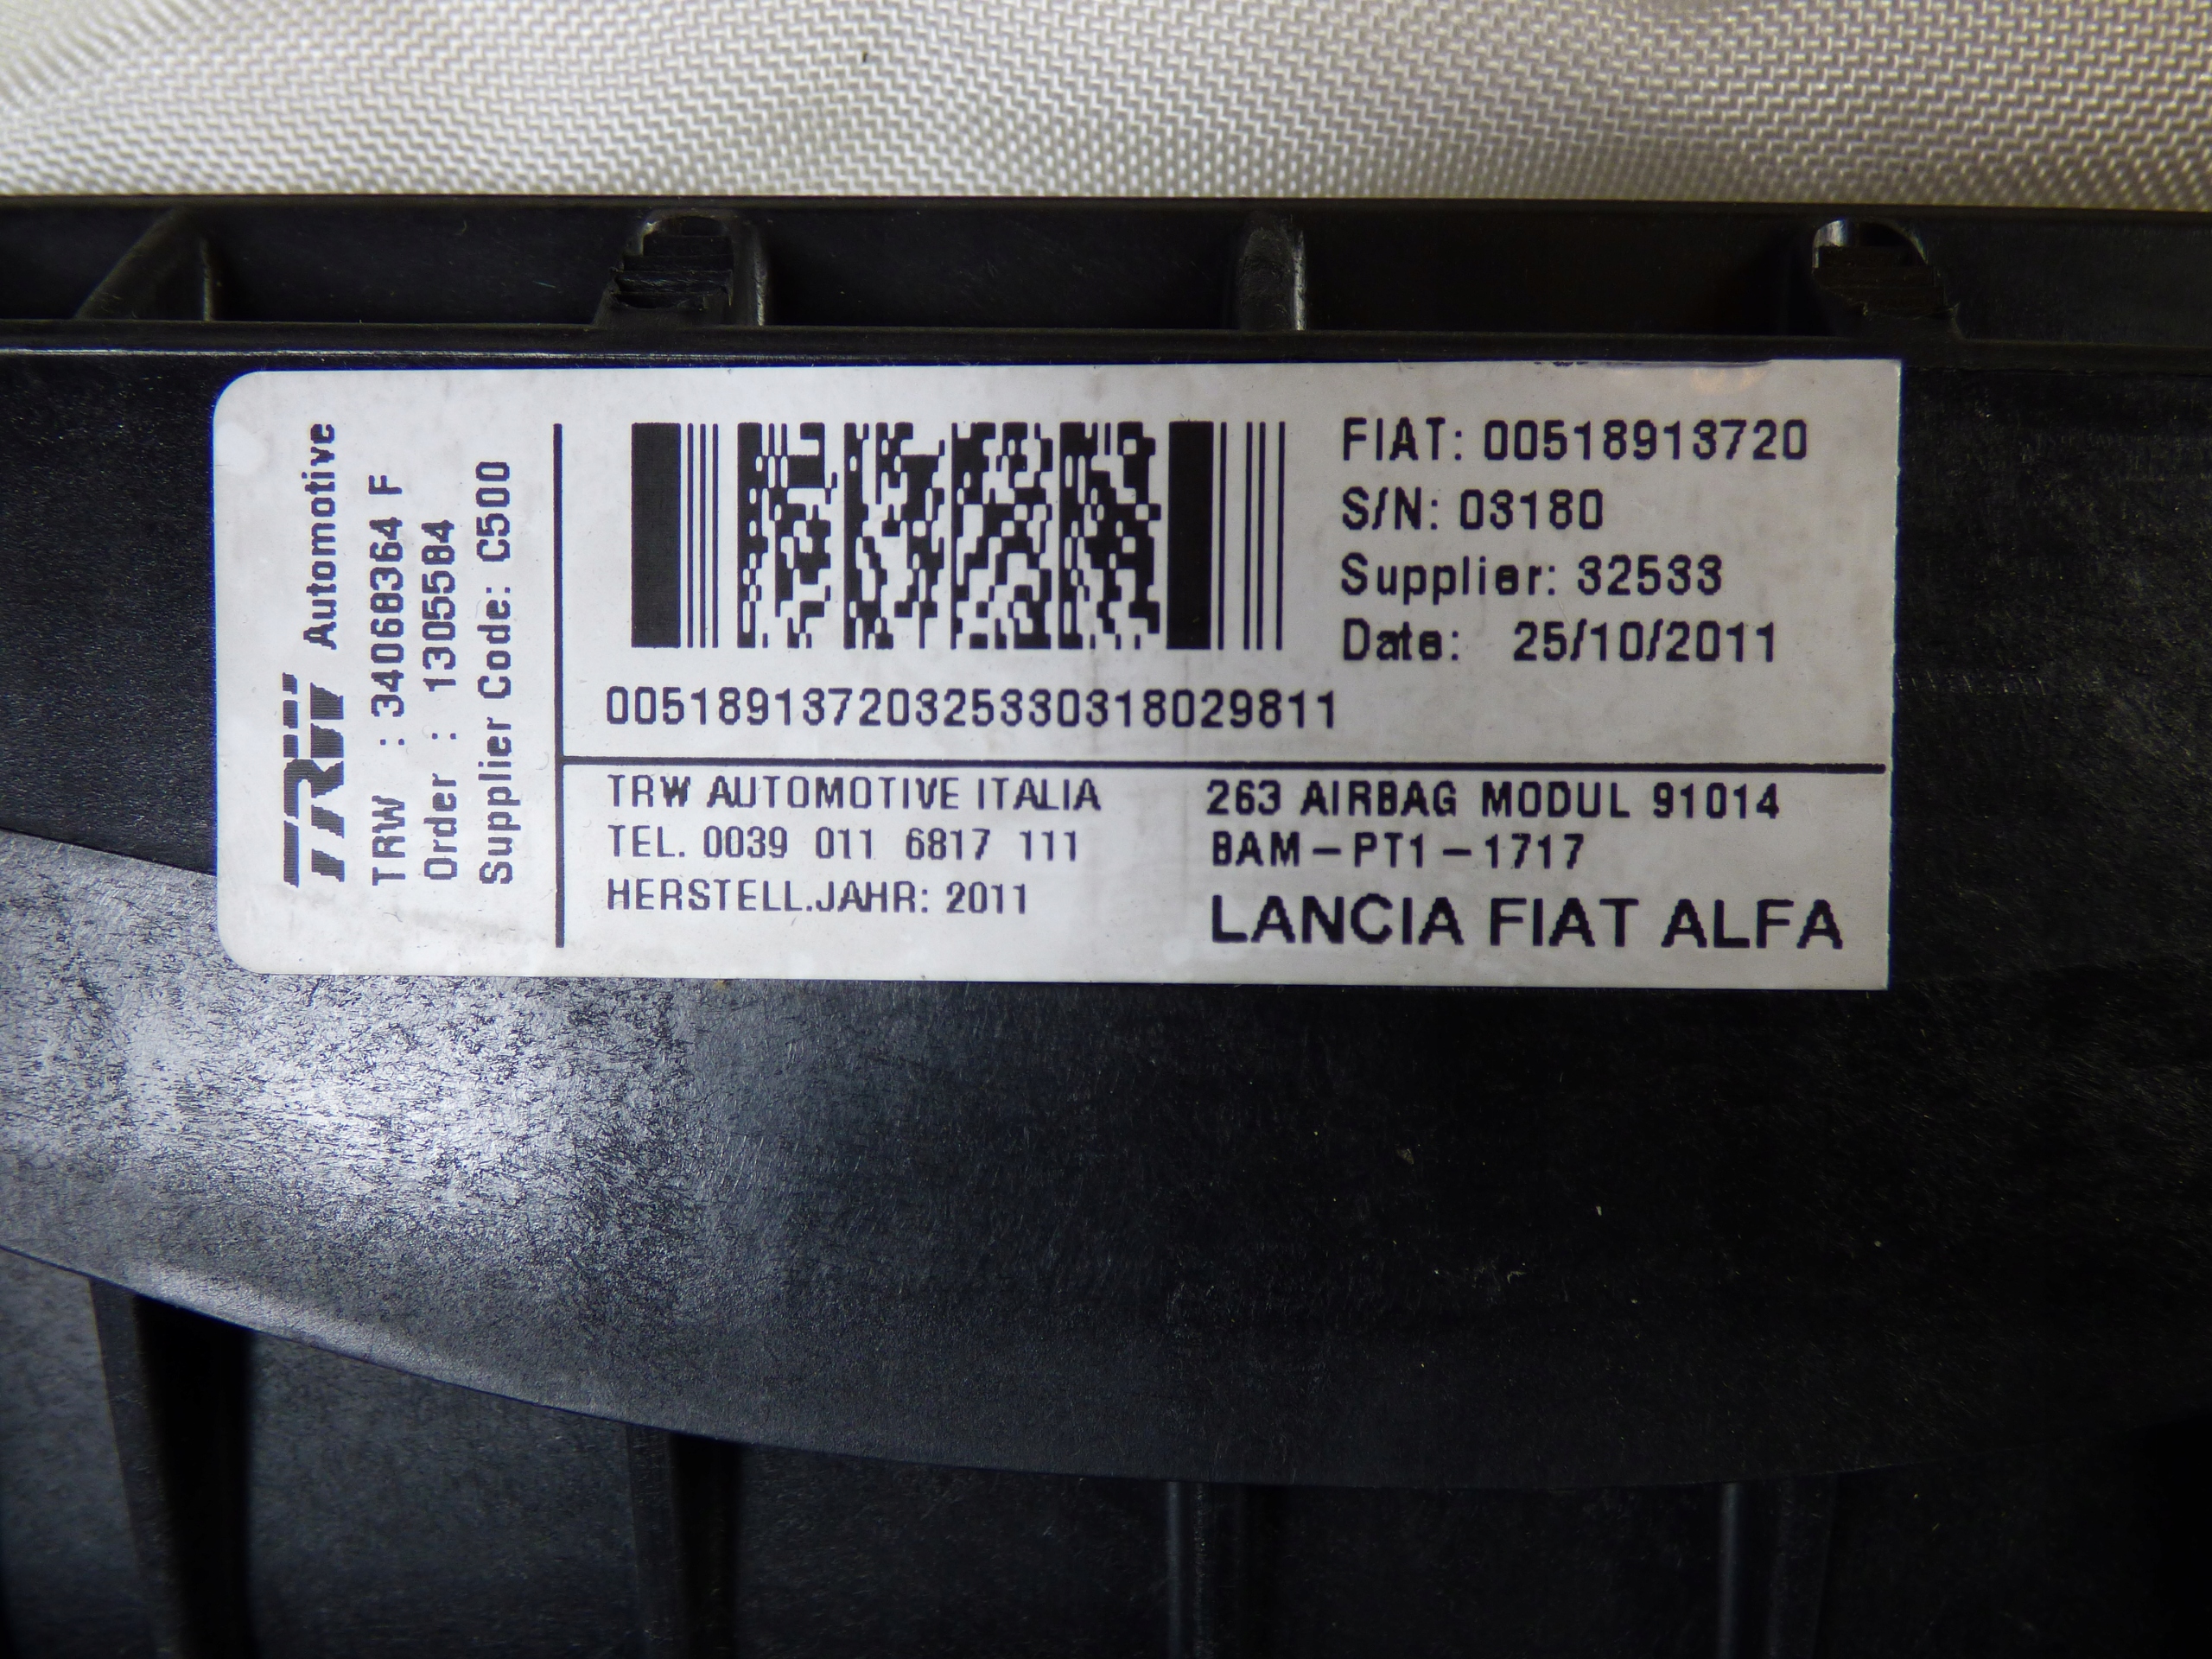 TRW Automotive
TRW : 34068364 F
Order : 1305584
Supplier Code: C500
FIAT: 00518913720
S/N: 03180
Supplier: 32533
Date: 25/10/2011
00518913720325330318029811
TRW AUTOMOTIVE ITALIA
TEL. 0039 011 6817 111
HERSTELL.JAHR: 2011
263 AIRBAG MODUL 91014
BAM-PT1-1717
LANCIA FIAT ALFA